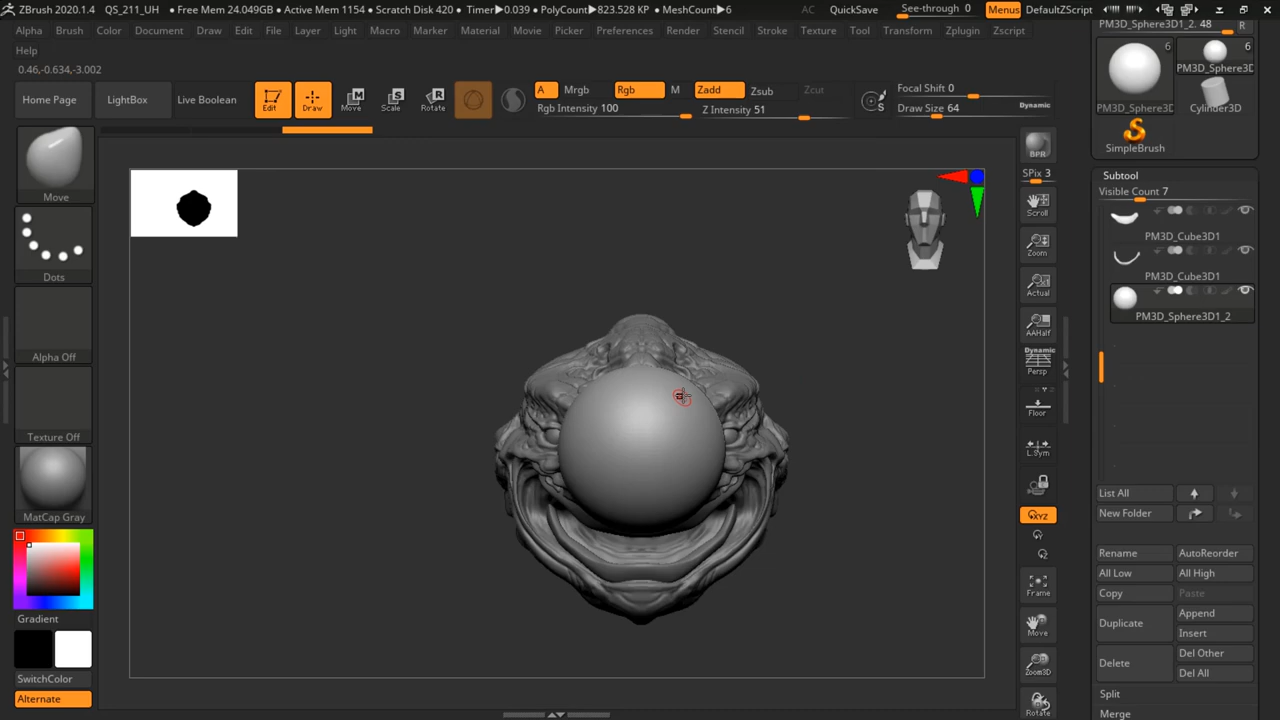 ZBrush 2020.1.4 QS_211_UH • Free Mem 24.049GB • Active Mem 1154 • Scratch Disk 420 • Timer▶0.039 • PolyCount▶823.528 KP • MeshCount▶6 AC QuickSave See-through 0 Menus DefaultZScript
Alpha Brush Color Document Draw Edit File Layer Light Macro Marker Material Movie Picker Preferences Render Stencil Stroke Texture Tool Transform Zplugin Zscript
Help
0.46,-0.634,-3.002
Home Page LightBox Live Boolean Edit Draw Move Scale Rotate
A Mrgb Rgb M Zadd Zsub Zcut
Rgb Intensity 100 Z Intensity 51
Focal Shift 0
Draw Size 64 Dynamic
Move
Dots
Alpha Off
Texture Off
MatCap Gray
Gradient
SwitchColor
Alternate
BPR
SPix 3
Scroll
Zoom
Actual
AAHalf
Dynamic
Persp
Floor
L.Sym
XYZ
Frame
Move
Zoom3D
Rotate
PM3D_Sphere3D1_2. 48 R
6 6
PM3D_Sphere3D
PM3D_Sphere3D Cylinder3D
SimpleBrush
Subtool
Visible Count 7
PM3D_Cube3D1
PM3D_Cube3D1
PM3D_Sphere3D1_2
List All
New Folder
Rename AutoReorder
All Low All High
Copy Paste
Duplicate Append
Insert
Delete Del Other
Del All
Split
Merge